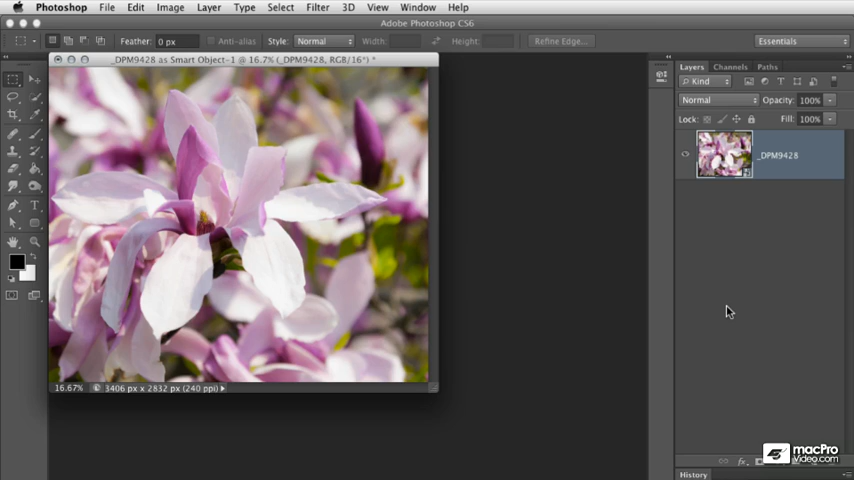 Photoshop File Edit Image Layer Type Select Filter 3D View Window Help
Adobe Photoshop CS6
Feather: 0 px Anti-alias Style: Normal Width: Height: Refine Edge... Essentials
_DPM9428 as Smart Object-1 @ 16.7% (_DPM9428, RGB/16*) *
Layers Channels Paths
Kind
Normal Opacity: 100%
Lock: Fill: 100%
_DPM9428
16.67% 3406 px x 2832 px (240 ppi)
macPro
Video.com
fx
History